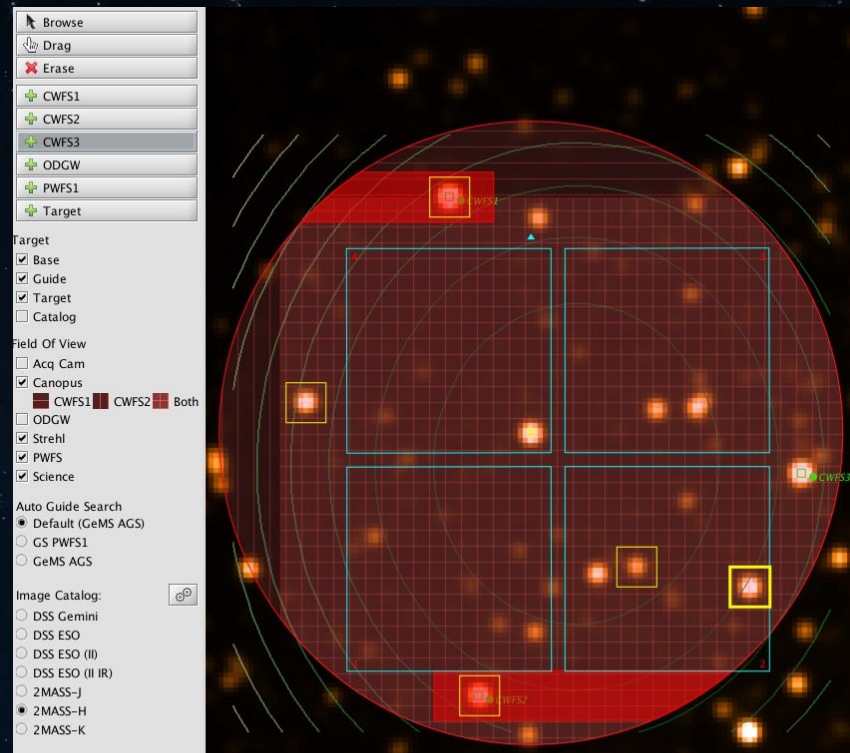 Browse
Drag
Erase
CWFS1
CWFS2
CWFS3
ODGW
PWFS1
Target
Target
Base
Guide
Target
Catalog
Field Of View
Acq Cam
Canopus
CWFS1 CWFS2 Both
ODGW
Strehl
PWFS
Science
Auto Guide Search
Default (GeMS AGS)
GS PWFS1
GeMS AGS
Image Catalog:
DSS Gemini
DSS ESO
DSS ESO (II)
DSS ESO (II IR)
2MASS-J
2MASS-H
2MASS-K
CWFS1
4
CWFS3
2
CWFS2